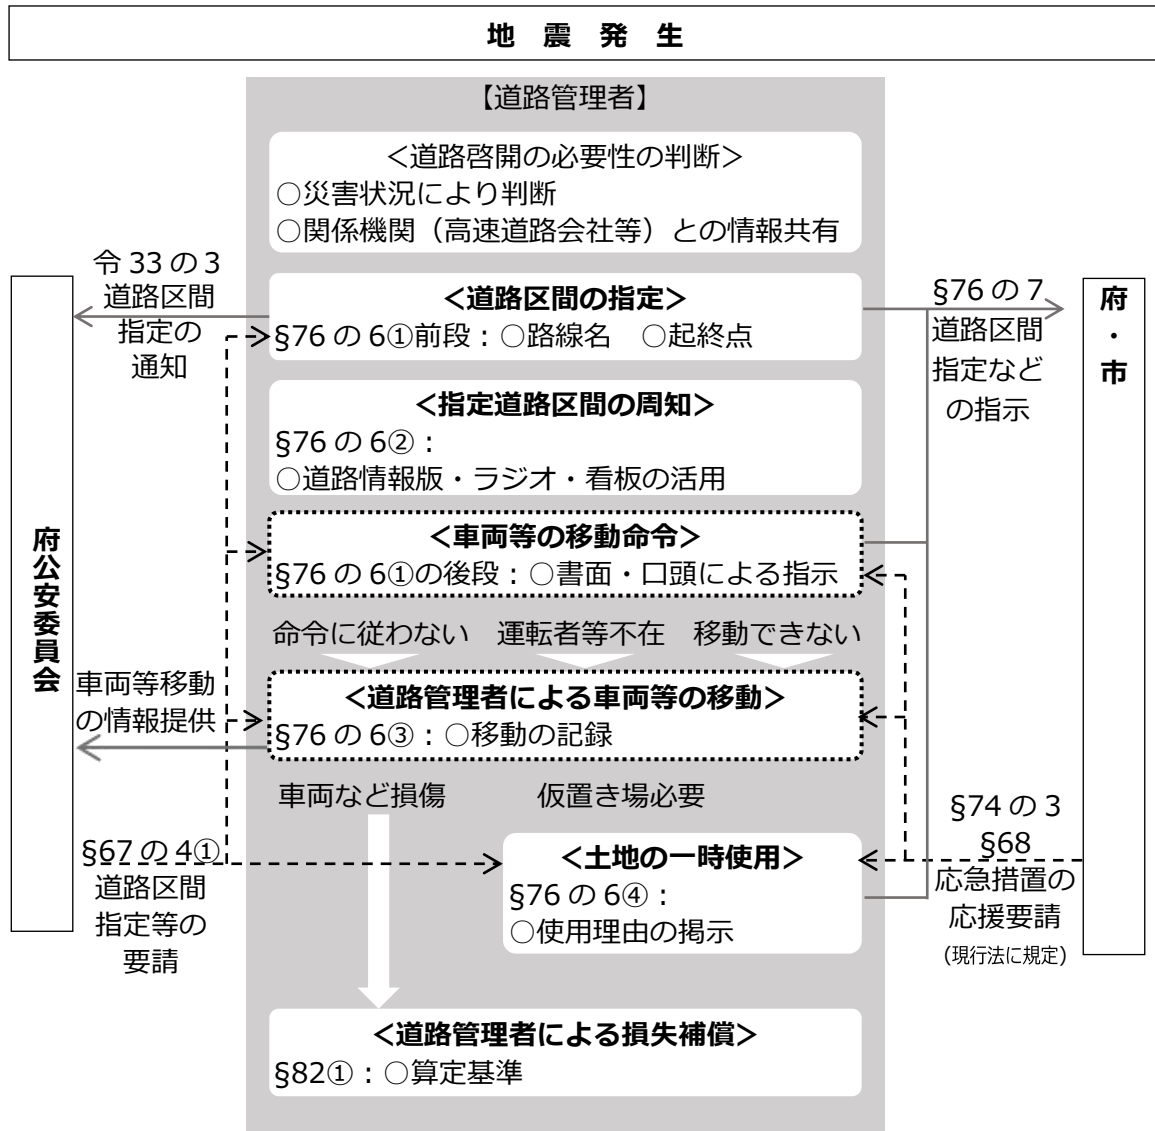 地 震 発 生
【道路管理者】
＜道路啓開の必要性の判断＞
○災害状況により判断
○関係機関（高速道路会社等）との情報共有
令 33 の 3
道路区間
指定の
通知
＜道路区間の指定＞
§76 の 6①前段：○路線名　○起終点
§76 の 7
道路区間
指定など
の指示
府・市
＜指定道路区間の周知＞
§76 の 6②：
○道路情報版・ラジオ・看板の活用
府公安委員会
＜車両等の移動命令＞
§76 の 6①の後段：○書面・口頭による指示
命令に従わない　運転者等不在　移動できない
車両等移動
の情報提供
＜道路管理者による車両等の移動＞
§76 の 6③：○移動の記録
車両など損傷　仮置き場必要
§67 の 4①
道路区間
指定等の
要請
＜土地の一時使用＞
§76 の 6④：
○使用理由の掲示
§74 の 3
§68
応急措置の
応援要請
(現行法に規定)
＜道路管理者による損失補償＞
§82①：○算定基準